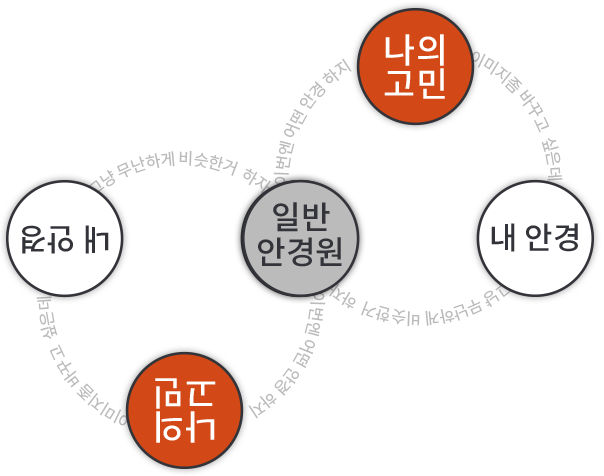 나의
고민
이번엔 어떤 안경 하지
이미지좀 바꾸고 싶은데
그냥 무난하게 비슷한거 하지
내 안경
일반
안경원
내 안경
그냥 무난하게 비슷한거 하지
이미지좀 바꾸고 싶은데
이번엔 어떤 안경 하지
나의
고민